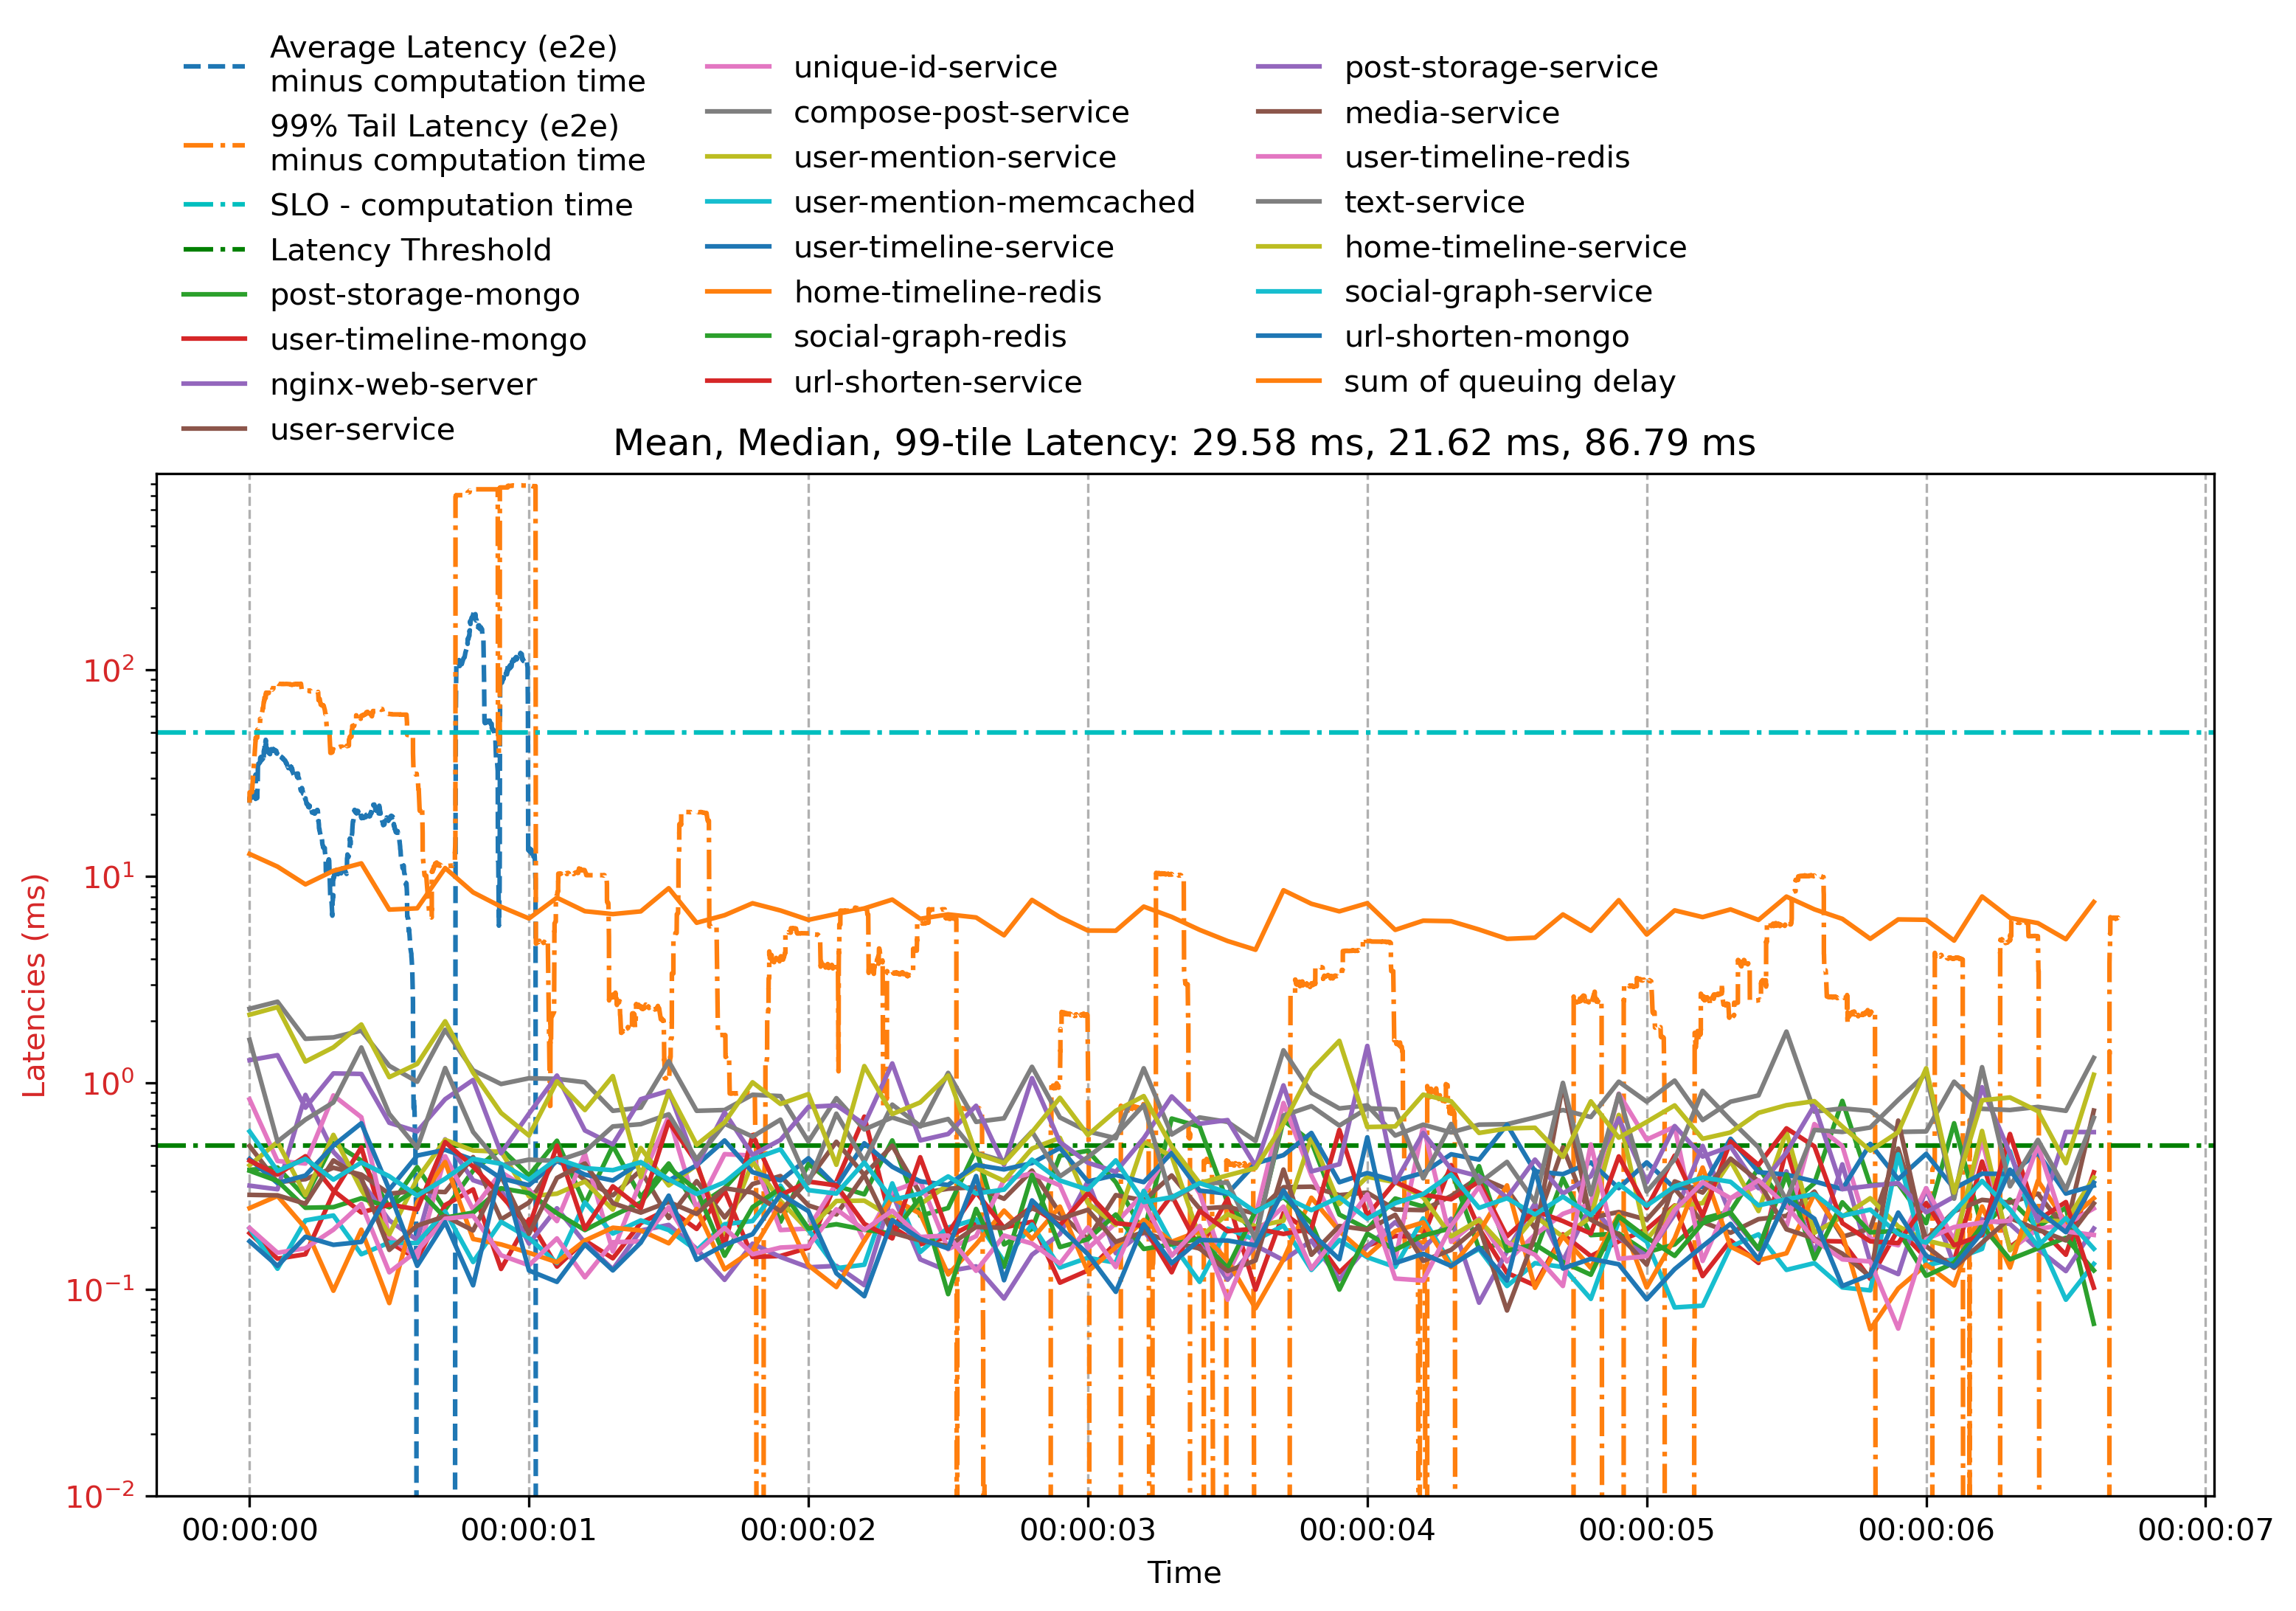 Average Latency (e2e)
minus computation time
99% Tail Latency (e2e)
minus computation time
SLO - computation time
Latency Threshold
post-storage-mongo
user-timeline-mongo
nginx-web-server
user-service
unique-id-service
compose-post-service
user-mention-service
user-mention-memcached
user-timeline-service
home-timeline-redis
social-graph-redis
url-shorten-service
post-storage-service
media-service
user-timeline-redis
text-service
home-timeline-service
social-graph-service
url-shorten-mongo
sum of queuing delay
Mean, Median, 99-tile Latency: 29.58 ms, 21.62 ms, 86.79 ms
Latencies (ms)
10²
10¹
10⁰
10⁻¹
10⁻²
00:00:00 00:00:01 00:00:02 00:00:03 00:00:04 00:00:05 00:00:06 00:00:07
Time